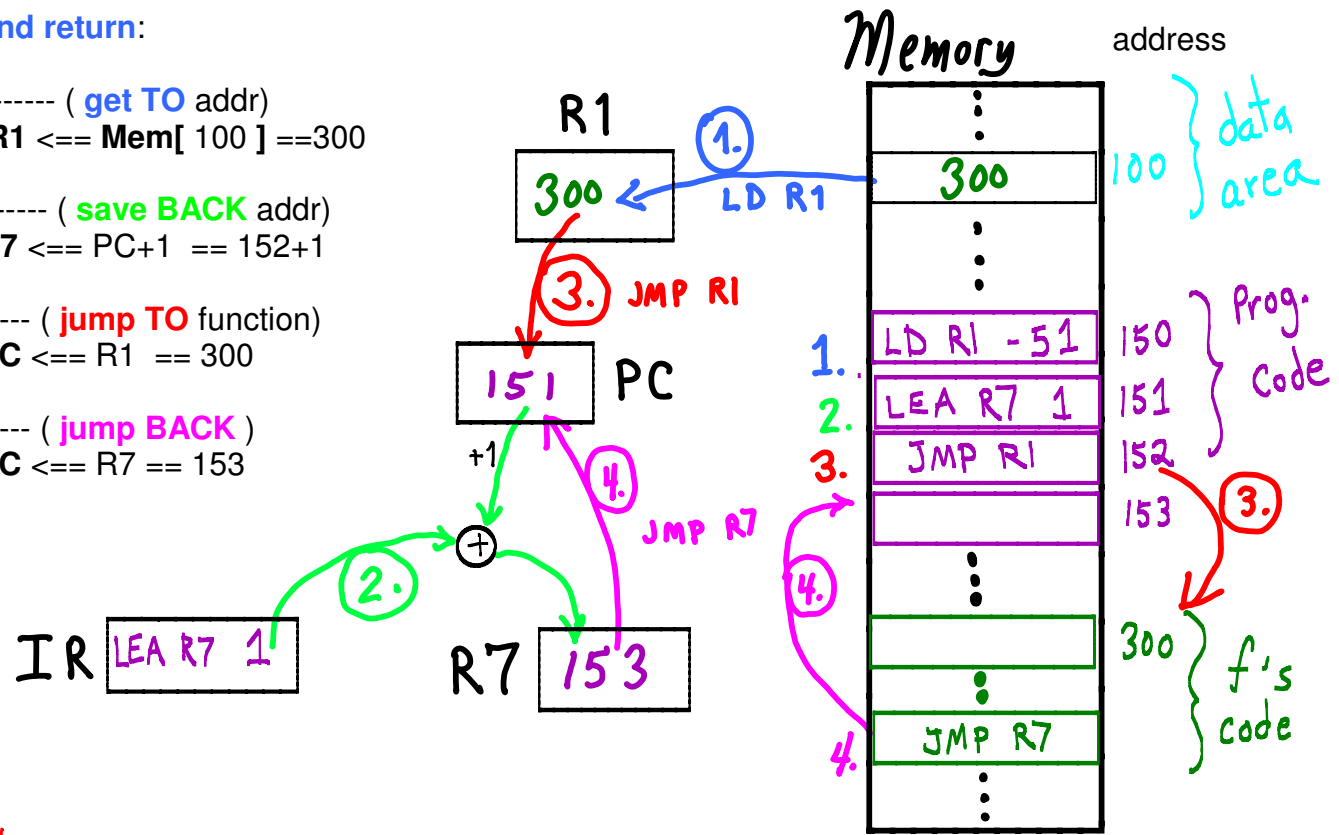 nd return:
------ ( get TO addr)
R1 <== Mem[ 100 ] ==300
----- ( save BACK addr)
7 <== PC+1 == 152+1
---- ( jump TO function)
C <== R1 == 300
---- ( jump BACK )
C <== R7 == 153
Memory
address
R1
300
1.
LD R1
300
100
data
area
3.
JMP R1
151
PC
+1
4.
JMP R7
+
2.
IR
LEA R7 1
R7
153
1.
LD R1 -51
150
2.
LEA R7 1
151
3.
JMP R1
152
153
Prog.
Code
3.
4.
300
f's
code
4.
JMP R7